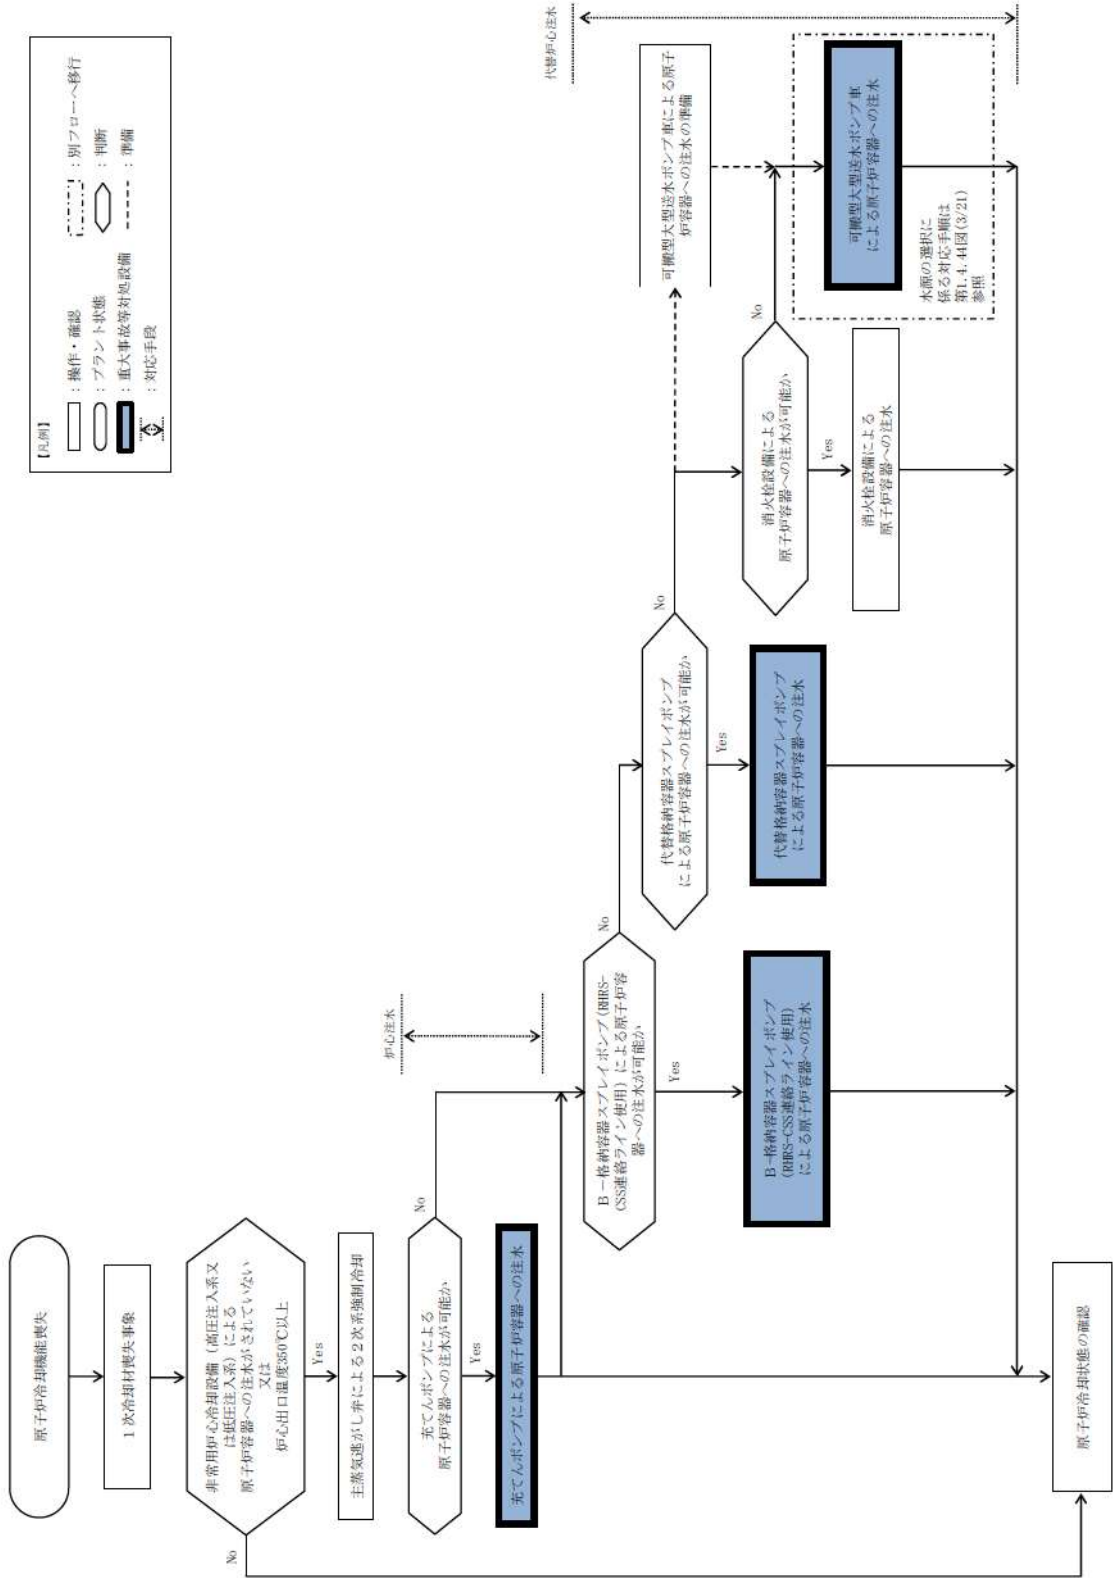 【凡例】
：操作・確認
：プラント状態
：重大事故等対処設備
：対応手段
：別フローへ移行
：判断
：準備
原子炉冷却機能喪失
1次冷却材喪失事象
非常用炉心冷却設備（高圧注入系又
は低圧注入系）による
原子炉容器への注水がされていない
又は
炉心出口温度350℃以上
No
Yes
主蒸気逃がし弁による2次系強制冷却
充てんポンプによる
原子炉容器への注水が可能か
No
Yes
充てんポンプによる原子炉容器への注水
炉心注水
B－格納容器スプレイポンプ(RHRS-
CSS連絡ライン使用）による原子炉容
器への注水が可能か
No
Yes
B－格納容器スプレイポンプ
(RHRS-CSS連絡ライン使用)
による原子炉容器への注水
代替格納容器スプレイポンプ
による原子炉容器への注水が可能か
No
Yes
代替格納容器スプレイポンプ
による原子炉容器への注水
代替炉心注水
可搬型大型送水ポンプ車による原子
炉容器への注水の準備
消火栓設備による
原子炉容器への注水が可能か
No
Yes
消火栓設備による
原子炉容器への注水
可搬型大型送水ポンプ車
による原子炉容器への注水
水源の選択に
係る対応手順は
第1.4.44図(3/21)
参照
原子炉冷却状態の確認